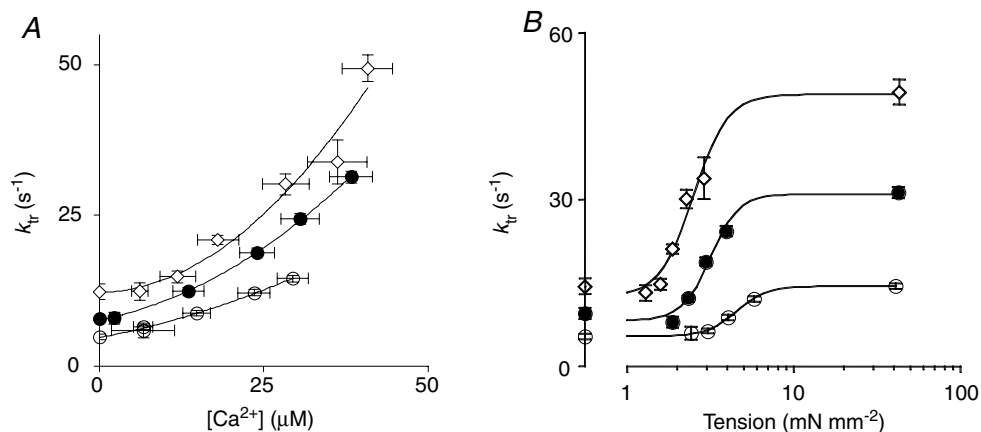 A
50
25
0
k_tr (s⁻¹)
0
25
50
[Ca²⁺] (μM)
B
60
30
0
k_tr (s⁻¹)
1
10
100
Tension (mN mm⁻²)